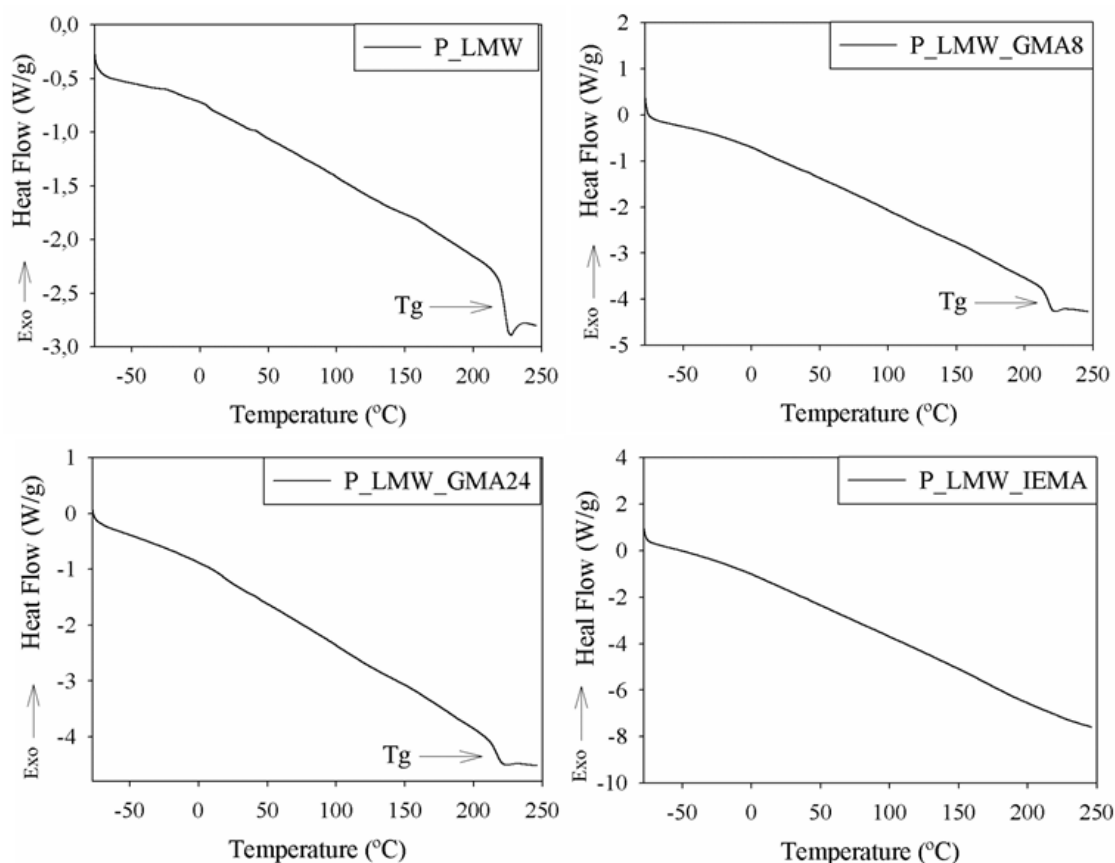 P_LMW
Heat Flow (W/g)
Exo
0,0
-0,5
-1,0
-1,5
-2,0
-2,5
-3,0
Tg
-50 0 50 100 150 200 250
Temperature (ºC)
P_LMW_GMA8
Heat Flow (W/g)
Exo
2
1
0
-1
-2
-3
-4
-5
Tg
-50 0 50 100 150 200 250
Temperature (ºC)
P_LMW_GMA24
Heat Flow (W/g)
Exo
1
0
-1
-2
-3
-4
Tg
-50 0 50 100 150 200 250
Temperature (ºC)
P_LMW_IEMA
Heal Flow (W/g)
Exo
4
2
0
-2
-4
-6
-8
-10
-50 0 50 100 150 200 250
Temperature (ºC)